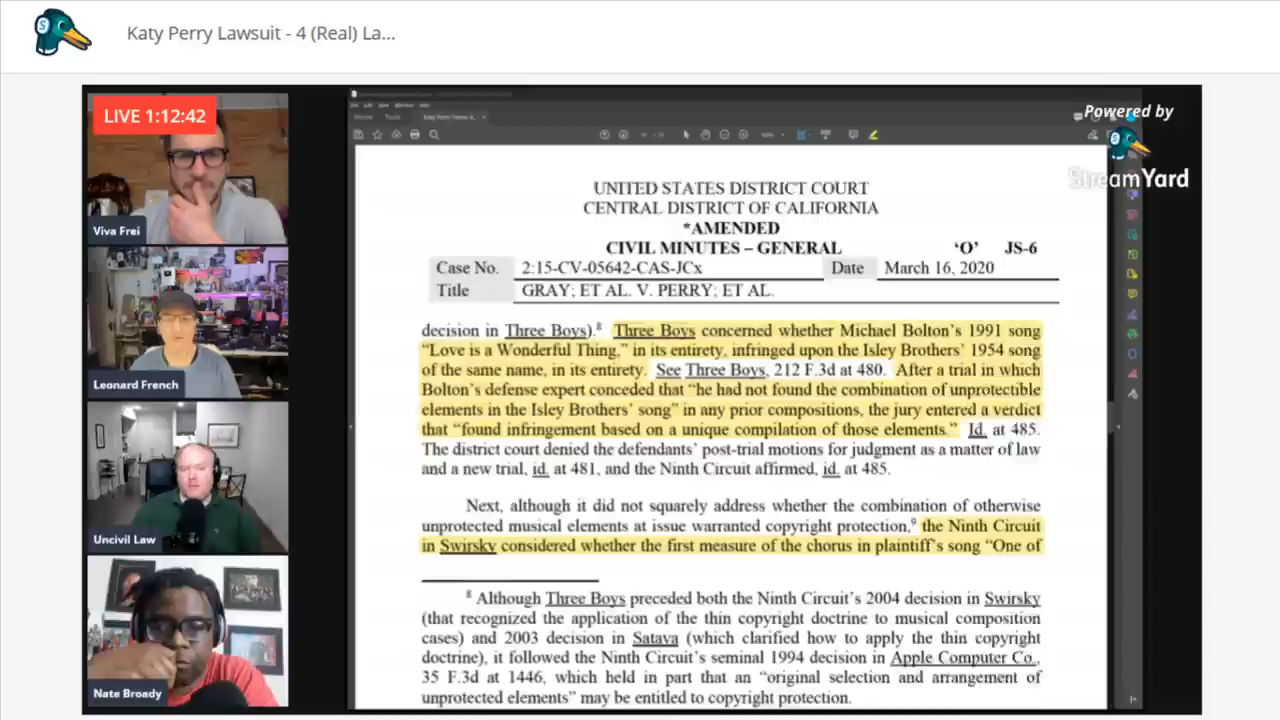 Katy Perry Lawsuit - 4 (Real) La...
LIVE 1:12:42
Viva Frei
Leonard French
Uncivil Law
Nate Broady
Powered by
StreamYard
Home
Tools
UNITED STATES DISTRICT COURT
CENTRAL DISTRICT OF CALIFORNIA
*AMENDED
CIVIL MINUTES – GENERAL ‘O’ JS-6
Case No. 2:15-CV-05642-CAS-JCx Date March 16, 2020
Title GRAY; ET AL. V. PERRY; ET AL.
decision in Three Boys).⁸ Three Boys concerned whether Michael Bolton’s 1991 song
“Love is a Wonderful Thing,” in its entirety, infringed upon the Isley Brothers’ 1954 song
of the same name, in its entirety. See Three Boys, 212 F.3d at 480. After a trial in which
Bolton’s defense expert conceded that “he had not found the combination of unprotectible
elements in the Isley Brothers’ song” in any prior compositions, the jury entered a verdict
that “found infringement based on a unique compilation of those elements.” Id. at 485.
The district court denied the defendants’ post-trial motions for judgment as a matter of law
and a new trial, id. at 481, and the Ninth Circuit affirmed, id. at 485.
Next, although it did not squarely address whether the combination of otherwise
unprotected musical elements at issue warranted copyright protection,⁹ the Ninth Circuit
in Swirsky considered whether the first measure of the chorus in plaintiff’s song “One of
⁸ Although Three Boys preceded both the Ninth Circuit’s 2004 decision in Swirsky
(that recognized the application of the thin copyright doctrine to musical composition
cases) and 2003 decision in Satava (which clarified how to apply the thin copyright
doctrine), it followed the Ninth Circuit’s seminal 1994 decision in Apple Computer Co.,
35 F.3d at 1446, which held in part that an “original selection and arrangement of
unprotected elements” may be entitled to copyright protection.